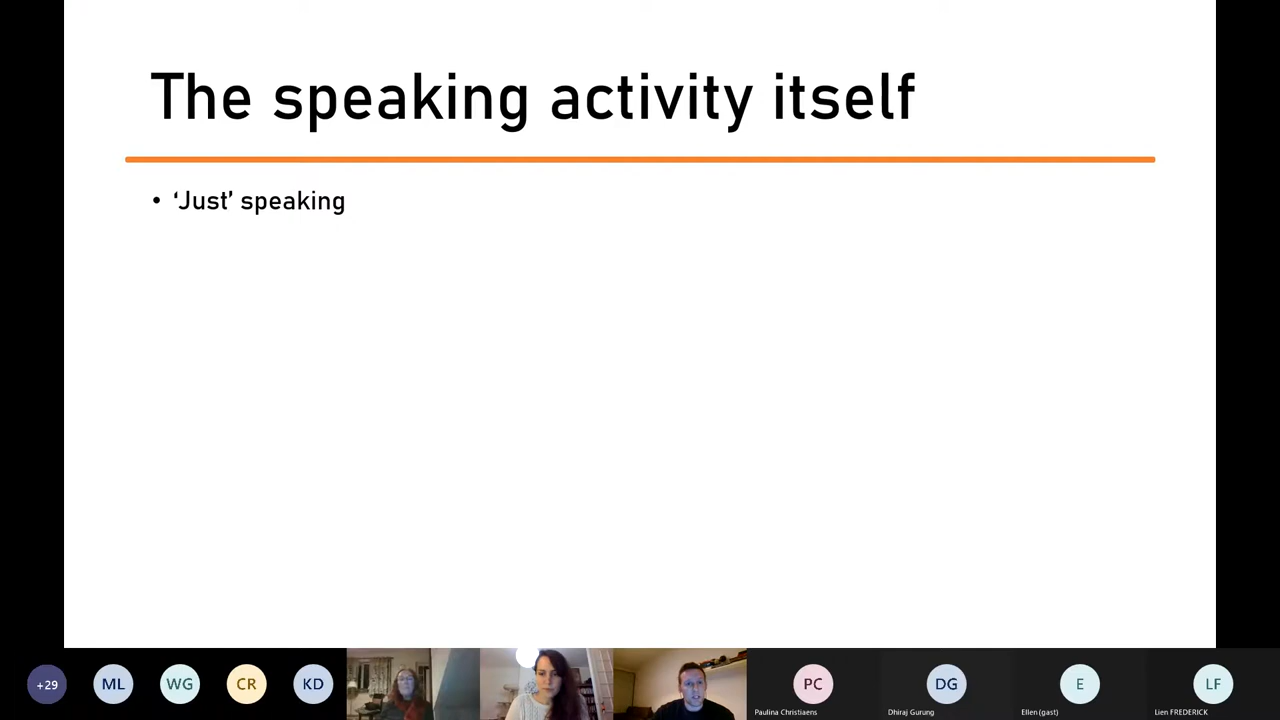 The speaking activity itself
• ‘Just’ speaking
+29
ML
WG
CR
KD
PC
Paulina Christiaens
DG
Dhiraj Gurung
E
Ellen (gast)
LF
Lien FREDERICK